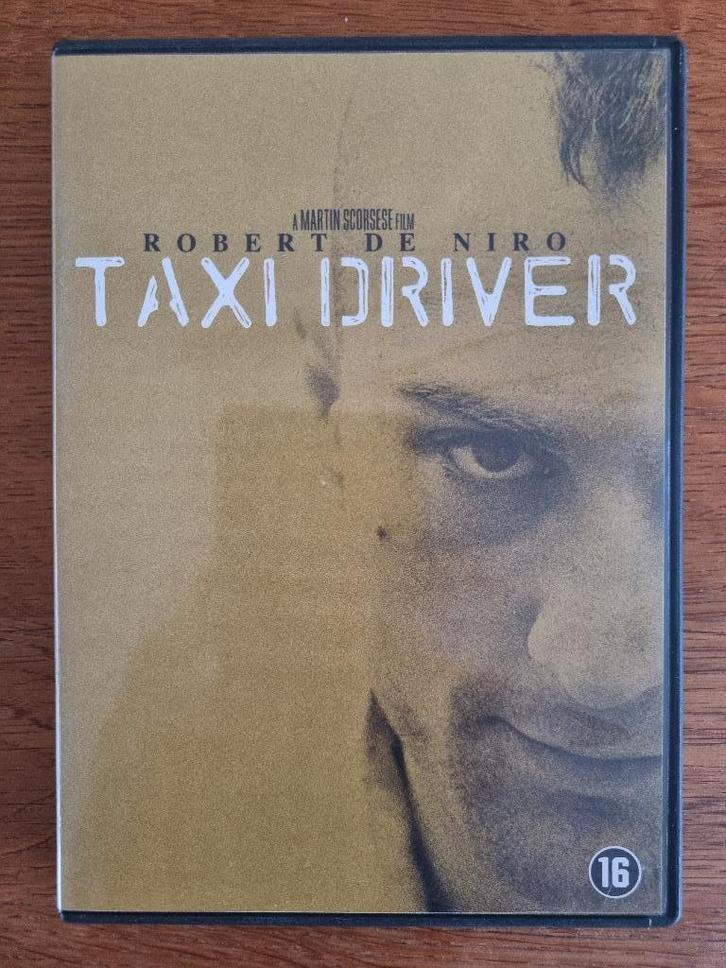 A MARTIN SCORSESE FILM
ROBERT DE NIRO
TAXI DRIVER
16